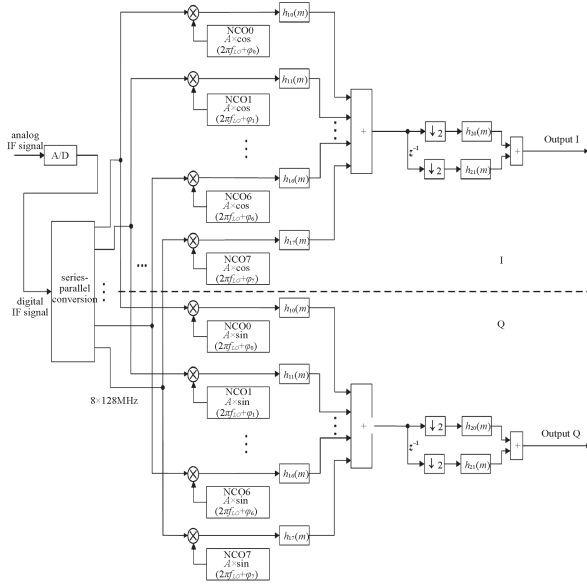 NCO0
A×cos
(2πf_LO+φ₀)
h₁₀(m)
NCO1
A×cos
(2πf_LO+φ₁)
h₁₁(m)
analog
IF signal
A/D
NCO6
A×cos
(2πf_LO+φ₆)
h₁₆(m)
NCO7
A×cos
(2πf_LO+φ₇)
h₁₇(m)
+
z⁻¹
↓2
h₂₀(m)
↓2
h₂₁(m)
+
Output I
I
series-
parallel
conversion
digital
IF signal
8×128MHz
Q
NCO0
A×sin
(2πf_LO+φ₀)
h₁₀(m)
NCO1
A×sin
(2πf_LO+φ₁)
h₁₁(m)
NCO6
A×sin
(2πf_LO+φ₆)
h₁₆(m)
NCO7
A×sin
(2πf_LO+φ₇)
h₁₇(m)
+
z⁻¹
↓2
h₂₀(m)
↓2
h₂₁(m)
+
Output Q